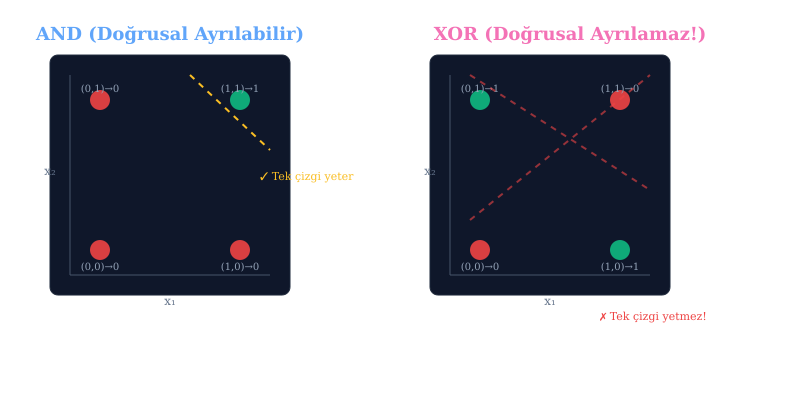 AND (Doğrusal Ayrılabilir)
(0,1)→0
(1,1)→1
x₂
✓ Tek çizgi yeter
(0,0)→0
(1,0)→0
x₁
XOR (Doğrusal Ayrılamaz!)
(0,1)→1
(1,1)→0
x₂
(0,0)→0
(1,0)→1
x₁
✗ Tek çizgi yetmez!